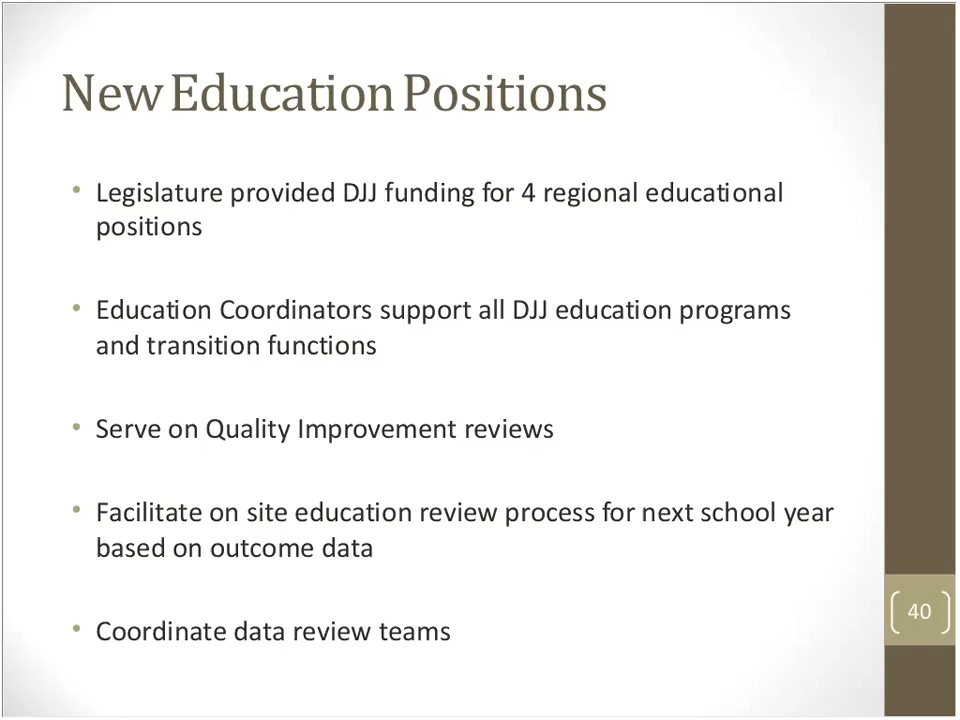 New Education Positions
• Legislature provided DJJ funding for 4 regional educational
positions
• Education Coordinators support all DJJ education programs
and transition functions
• Serve on Quality Improvement reviews
• Facilitate on site education review process for next school year
based on outcome data
• Coordinate data review teams
40